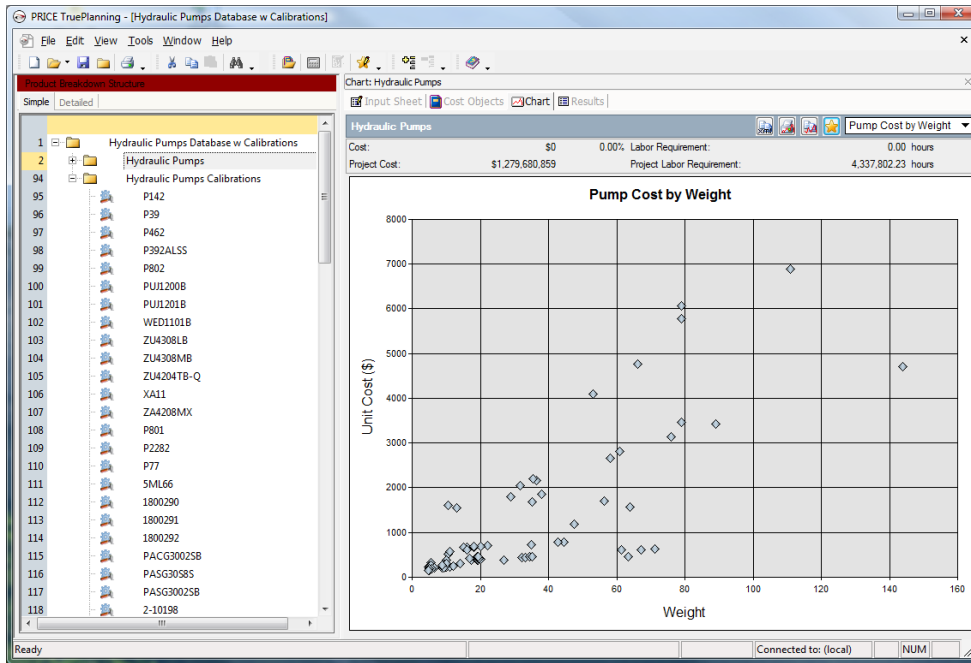 PRICE TruePlanning - [Hydraulic Pumps Database w Calibrations]
File Edit View Tools Window Help
Product Breakdown Structure
Simple Detailed
1 Hydraulic Pumps Database w Calibrations
2 Hydraulic Pumps
94 Hydraulic Pumps Calibrations
95 P142
96 P39
97 P462
98 P392ALSS
99 P802
100 PUJ1200B
101 PUJ1201B
102 WED1101B
103 ZU4308LB
104 ZU4308MB
105 ZU4204TB-Q
106 XA11
107 ZA4208MX
108 P801
109 P2282
110 P77
111 5ML66
112 1800290
113 1800291
114 1800292
115 PACG3002SB
116 PASG30S8S
117 PASG3002SB
118 2-10198
Chart: Hydraulic Pumps
Input Sheet Cost Objects Chart Results
Hydraulic Pumps Pump Cost by Weight
Cost: $0 0.00% Labor Requirement: 0.00 hours
Project Cost: $1,279,680,859 Project Labor Requirement: 4,337,802.23 hours
Pump Cost by Weight
8000
7000
6000
5000
4000
3000
2000
1000
0
Unit Cost ($)
0 20 40 60 80 100 120 140 160
Weight
Ready Connected to: (local) NUM